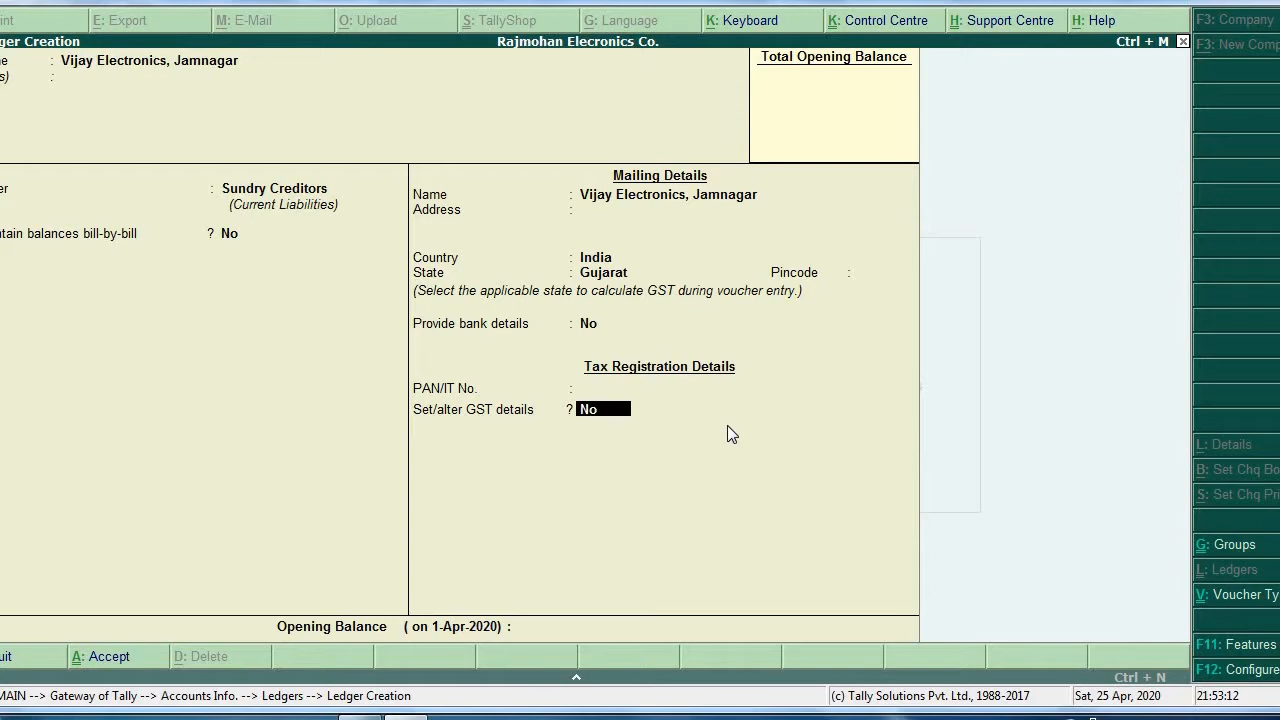 int
E: Export
M: E-Mail
O: Upload
S: TallyShop
G: Language
K: Keyboard
K: Control Centre
H: Support Centre
H: Help
F3: Company
ger Creation
Rajmohan Elecronics Co.
Ctrl + M
F3: New Comp
e : Vijay Electronics, Jamnagar
s) :
Total Opening Balance
er : Sundry Creditors
(Current Liabilities)
tain balances bill-by-bill ? No
Mailing Details
Name : Vijay Electronics, Jamnagar
Address :
Country : India
State : Gujarat Pincode :
(Select the applicable state to calculate GST during voucher entry.)
Provide bank details : No
Tax Registration Details
PAN/IT No. :
Set/alter GST details ? No
L: Details
B: Set Chq Bo
S: Set Chq Pri
G: Groups
L: Ledgers
V: Voucher Ty
F11: Features
F12: Configure
Opening Balance ( on 1-Apr-2020) :
uit
A: Accept
D: Delete
Ctrl + N
MAIN --> Gateway of Tally --> Accounts Info. --> Ledgers --> Ledger Creation
(c) Tally Solutions Pvt. Ltd., 1988-2017
Sat, 25 Apr, 2020
21:53:12